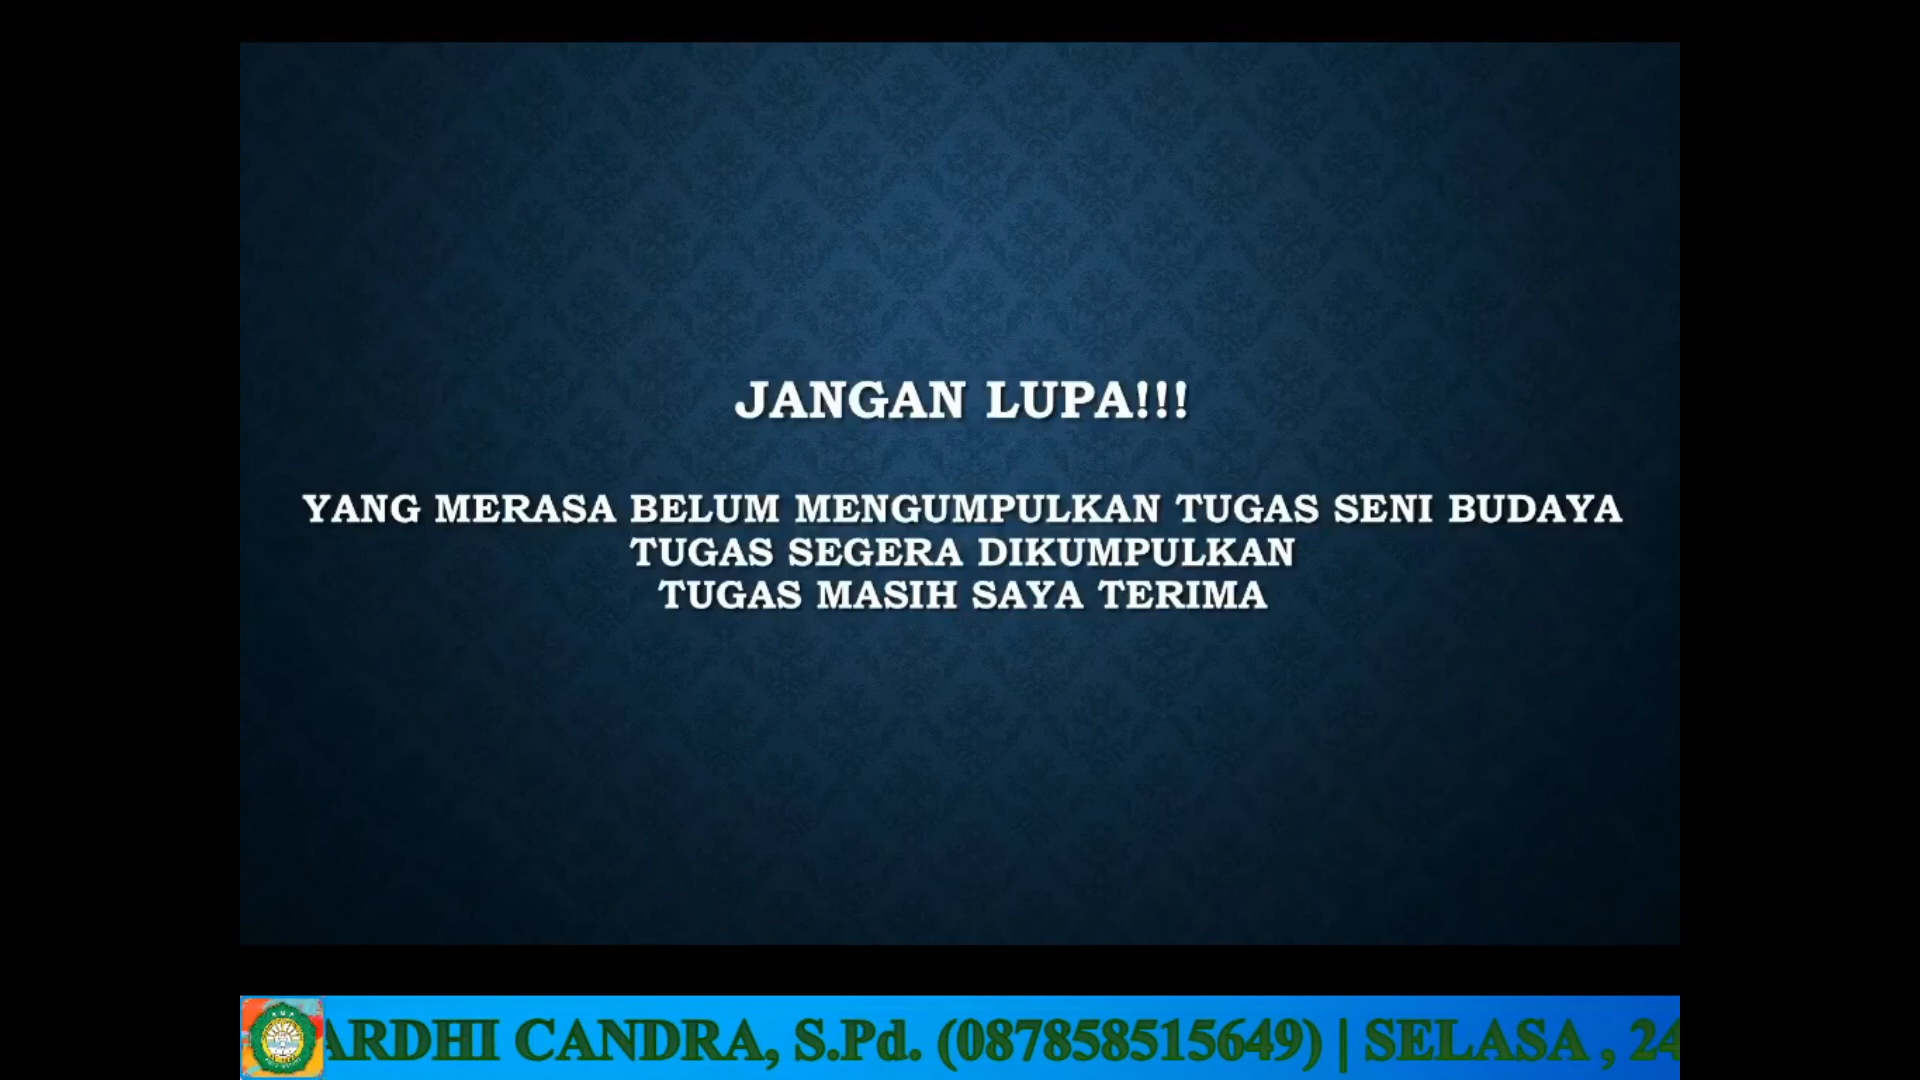 JANGAN LUPA!!!
YANG MERASA BELUM MENGUMPULKAN TUGAS SENI BUDAYA
TUGAS SEGERA DIKUMPULKAN
TUGAS MASIH SAYA TERIMA
ARDHI CANDRA, S.Pd. (087858515649) | SELASA , 24